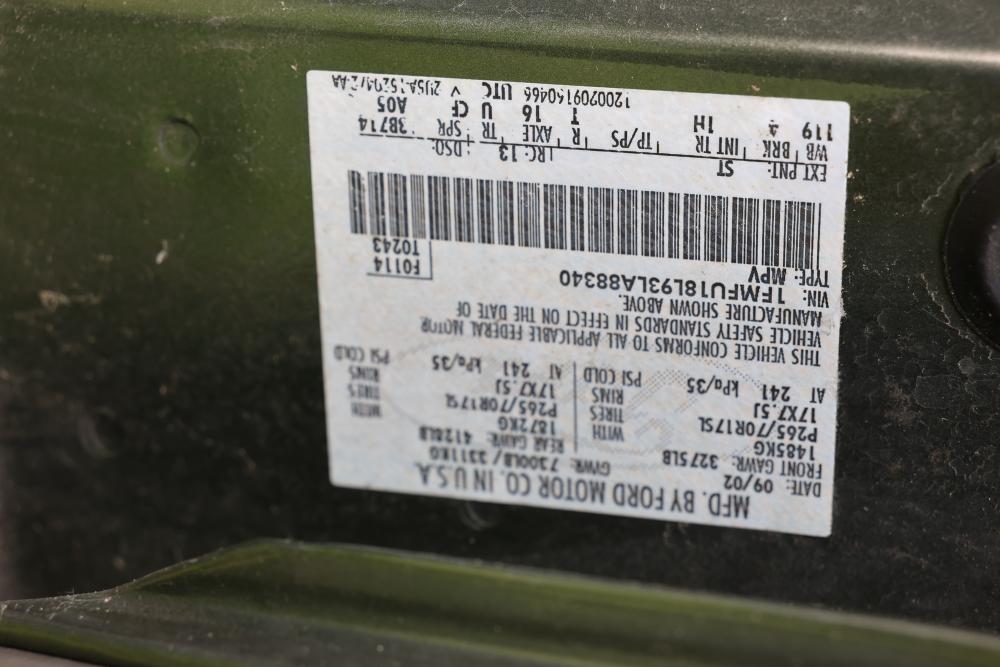 MFD. BY FORD MOTOR CO. IN U.S.A.
DATE: 09/02 GVWR: 7300LB/3311KG
FRONT GAWR: 3275LB REAR GAWR: 4128LB
1485KG 1872KG
P265/70R17SL WITH TIRES P265/70R17SL WITH TIRES
17X7.5J RIMS 17X7.5J RIMS
AT 241 kPa/35 PSI COLD AT 241 kPa/35 PSI COLD
THIS VEHICLE CONFORMS TO ALL APPLICABLE FEDERAL MOTOR
VEHICLE SAFETY STANDARDS IN EFFECT ON THE DATE OF
MANUFACTURE SHOWN ABOVE.
VIN: 1FMFU18L93LA88340
TYPE: MPV
F0114
T0243
EXT PNT: ST RC: 13 DSO:
WB BRK INT TR TP/PS R AXLE TR SPR 3B714
119 4 1H T 16 U CF A05
UTC